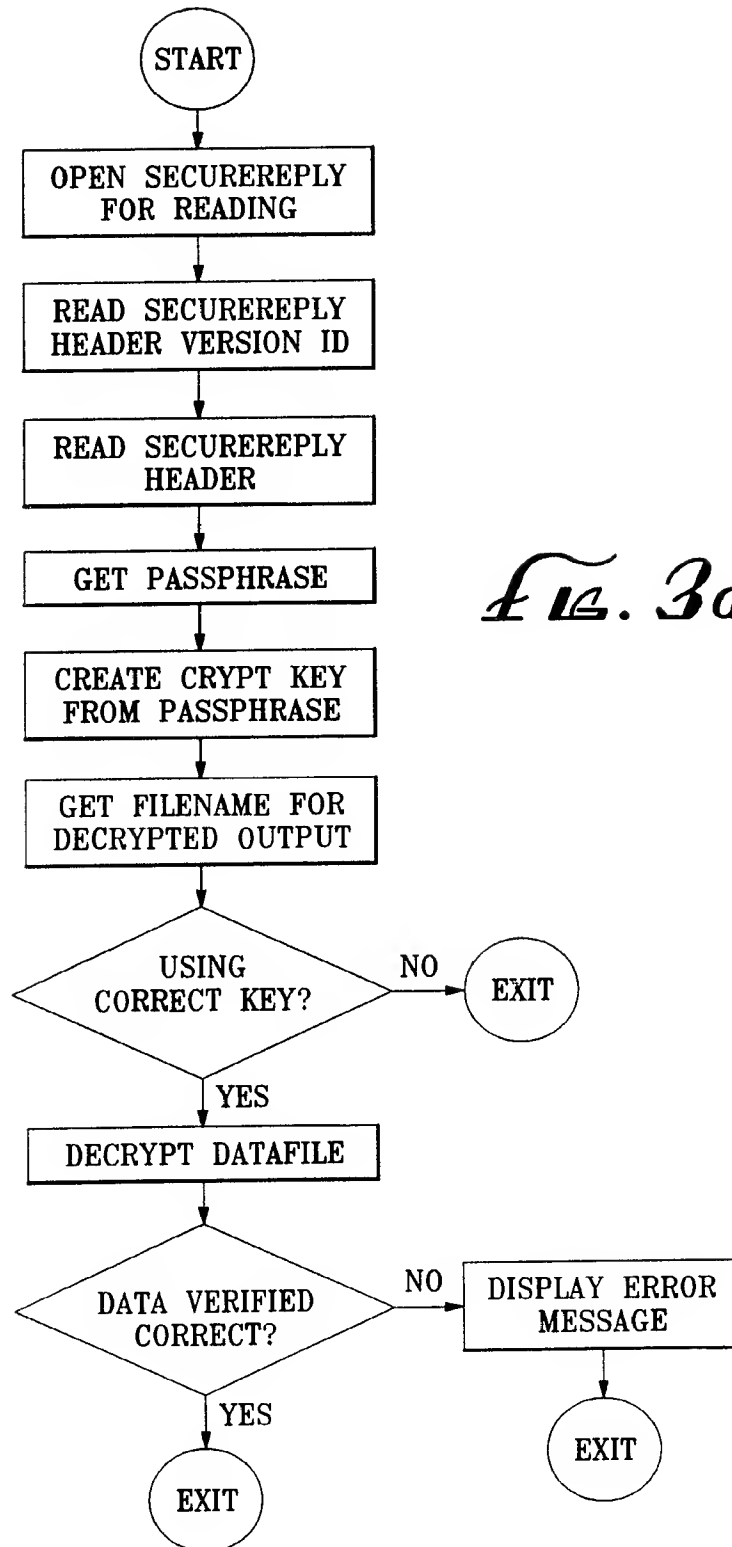 START
OPEN SECUREREPLY
FOR READING
READ SECUREREPLY
HEADER VERSION ID
READ SECUREREPLY
HEADER
GET PASSPHRASE
FIG. 3a
CREATE CRYPT KEY
FROM PASSPHRASE
GET FILENAME FOR
DECRYPTED OUTPUT
USING
CORRECT KEY?
NO
EXIT
YES
DECRYPT DATAFILE
DATA VERIFIED
CORRECT?
NO
DISPLAY ERROR
MESSAGE
YES
EXIT
EXIT